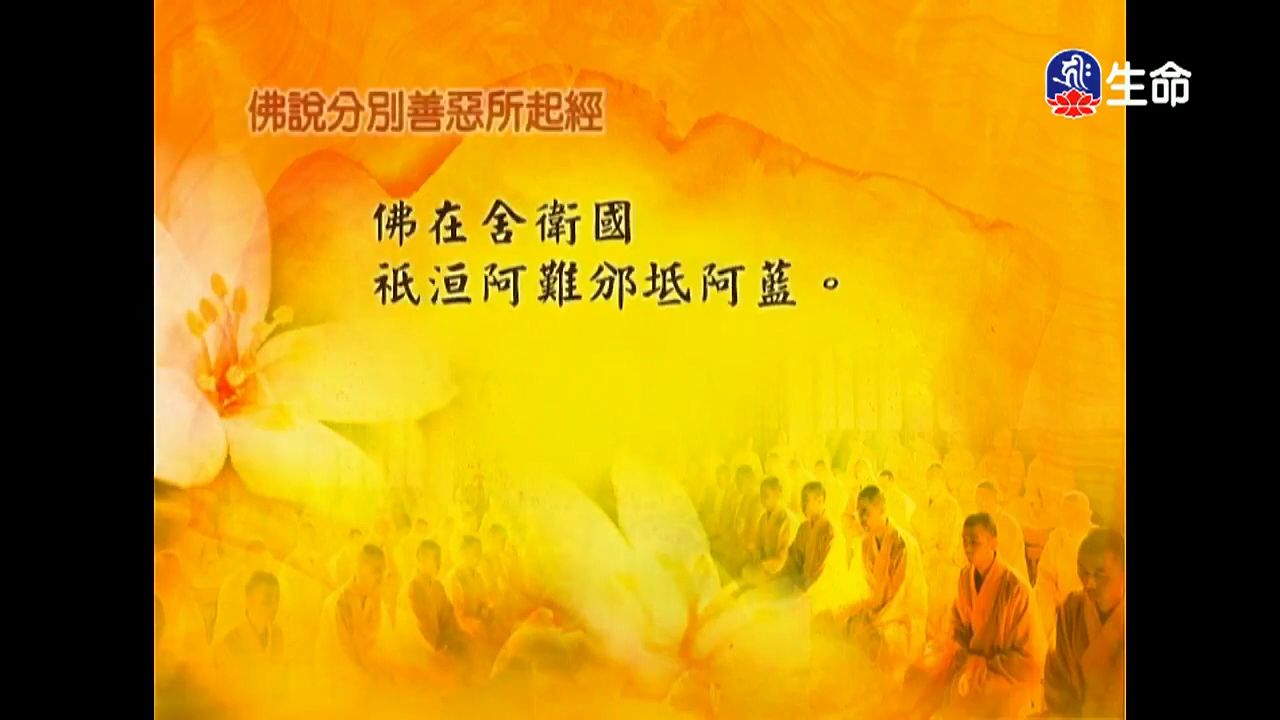 佛說分別善惡所起經
生命
佛在舍衛國
祇洹阿難邠坻阿藍。